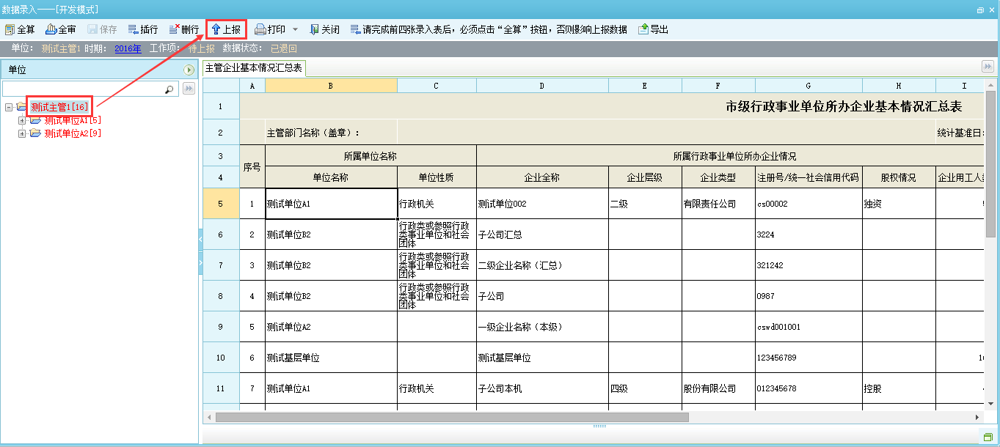 数据录入——[开发模式]
全算 全审 保存 插行 删行 上报 打印 关闭 请完成前四张录入表后，必须点击“全算”按钮，否则影响上报数据 导出
单位： 测试主管1 时期： 2016年 工作项： 待上报 数据状态： 已退回
单位
测试主管1[16]
测试单位A1[5]
测试单位A2[9]
主管企业基本情况汇总表
A B C D E F G H I
1 市级行政事业单位所办企业基本情况汇总表
2 主管部门名称（盖章）： 统计基准日:
3 序号 所属单位名称 所属行政事业单位所办企业情况
4 单位名称 单位性质 企业全称 企业层级 企业类型 注册号/统一社会信用代码 股权情况 企业用工人
5 1 测试单位A1 行政机关 测试单位002 二级 有限责任公司 cs00002 独资
6 2 测试单位B2 行政类或参照行政类事业单位和社会团体 子公司汇总 3224
7 3 测试单位B2 行政类或参照行政类事业单位和社会团体 二级企业名称（汇总） 321242
8 4 测试单位B2 行政类或参照行政类事业单位和社会团体 子公司 0987
9 5 测试单位A2 一级企业名称（本级） cswd001001
10 6 测试基层单位 测试基层单位 123456789
11 7 测试单位A1 行政机关 子公司本机 四级 股份有限公司 012345678 控股